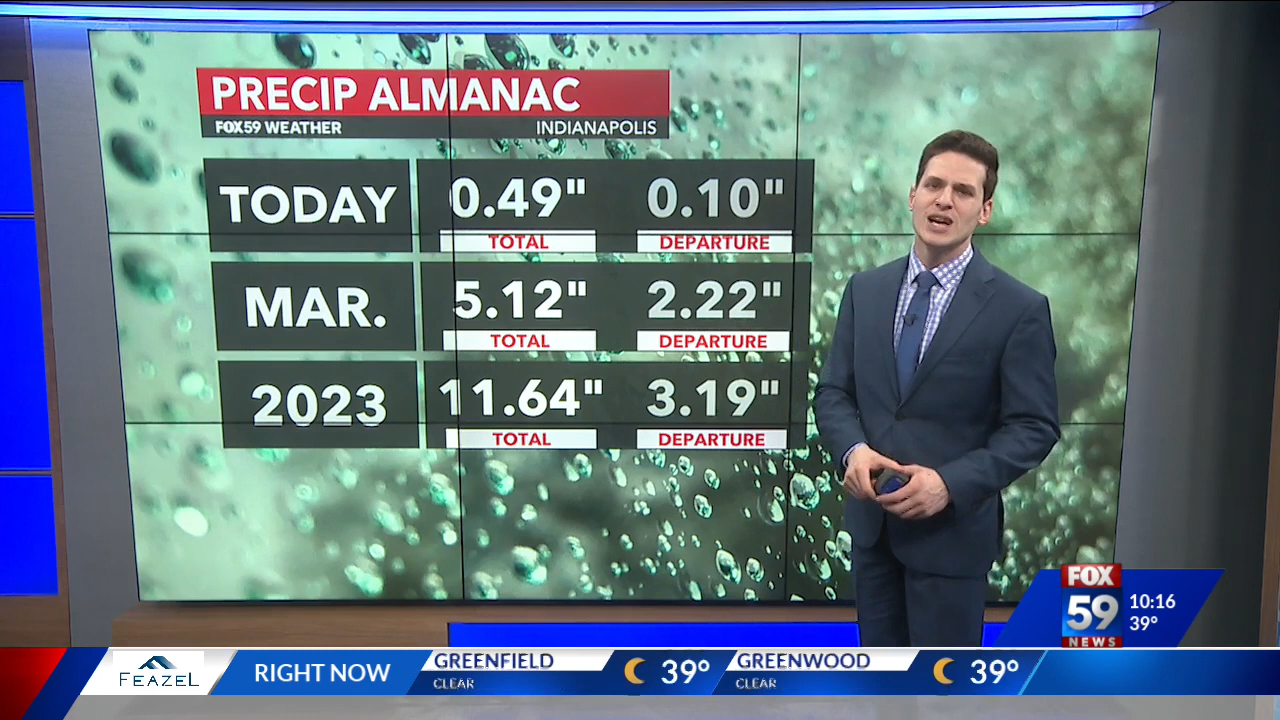 PRECIP ALMANAC
FOX59 WEATHER INDIANAPOLIS
TODAY 0.49" 0.10"
TOTAL DEPARTURE
MAR. 5.12" 2.22"
TOTAL DEPARTURE
2023 11.64" 3.19"
TOTAL DEPARTURE
FOX
59
NEWS
10:16
39°
FEAZEL
RIGHT NOW
GREENFIELD
CLEAR
39°
GREENWOOD
CLEAR
39°